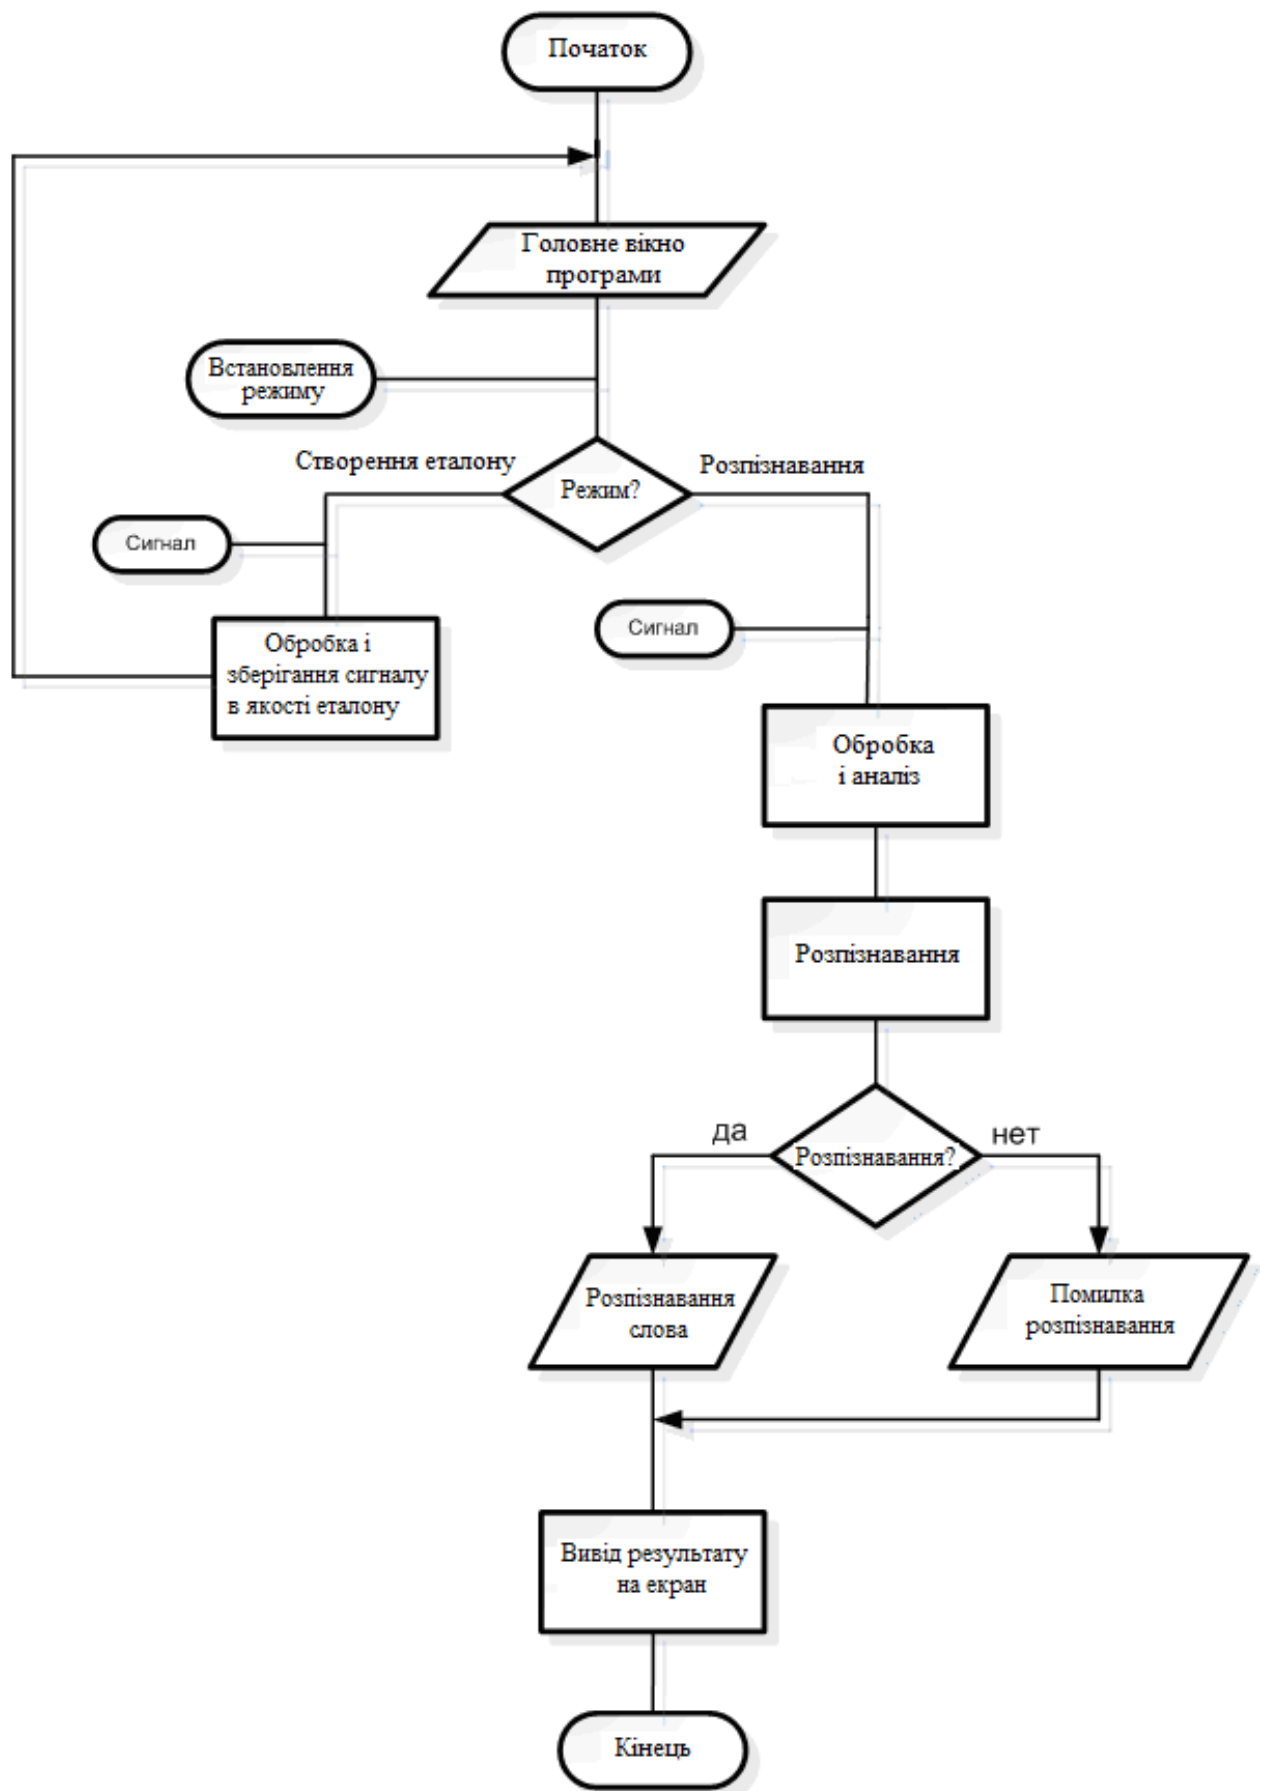 Початок
Головне вікно
програми
Встановлення
режиму
Створення еталону
Режим?
Розпізнавання
Сигнал
Сигнал
Обробка і
зберігання сигналу
в якості еталону
Обробка
і аналіз
Розпізнавання
да
Розпізнавання?
нет
Розпізнавання
слова
Помилка
розпізнавання
Вивід результату
на екран
Кінець